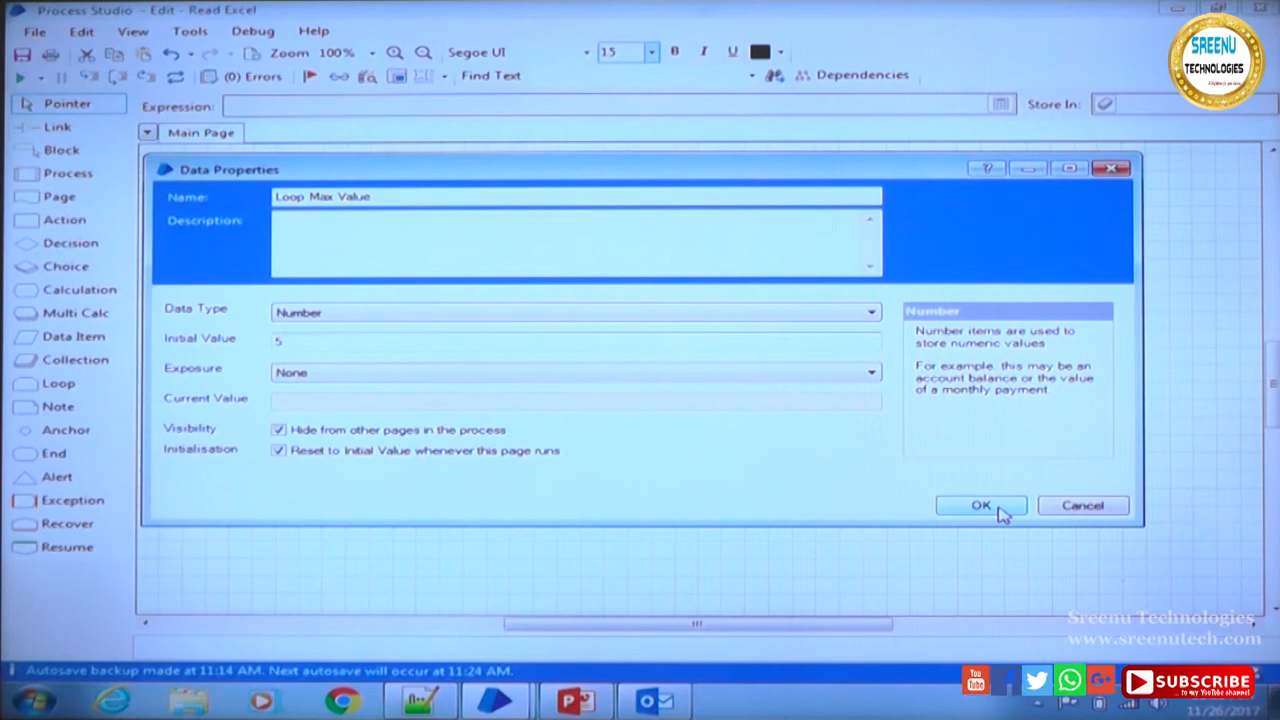 Process Studio - Edit - Read Excel
File Edit View Tools Debug Help
Zoom 100% Segoe UI 15 B I U
(0) Errors Find Text Dependencies
Pointer Expression: Store In:
Link Main Page
Block
Process
Page
Action
Decision
Choice
Calculation
Multi Calc
Data Item
Collection
Loop
Note
Anchor
End
Alert
Exception
Recover
Resume
Data Properties
Name: Loop Max Value
Description:
Data Type Number
Initial Value 5
Exposure None
Current Value
Visibility Hide from other pages in the process
Initialisation Reset to Initial Value whenever this page runs
Number
Number items are used to
store numeric values
For example, this may be an
account balance or the value
of a monthly payment.
OK Cancel
Autosave backup made at 11:14 AM. Next autosave will occur at 11:24 AM.
11/26/2017
SREENU
TECHNOLOGIES
Sreenu Technologies
www.sreenutech.com
You
Tube
SUBSCRIBE
... to my YouTube channel